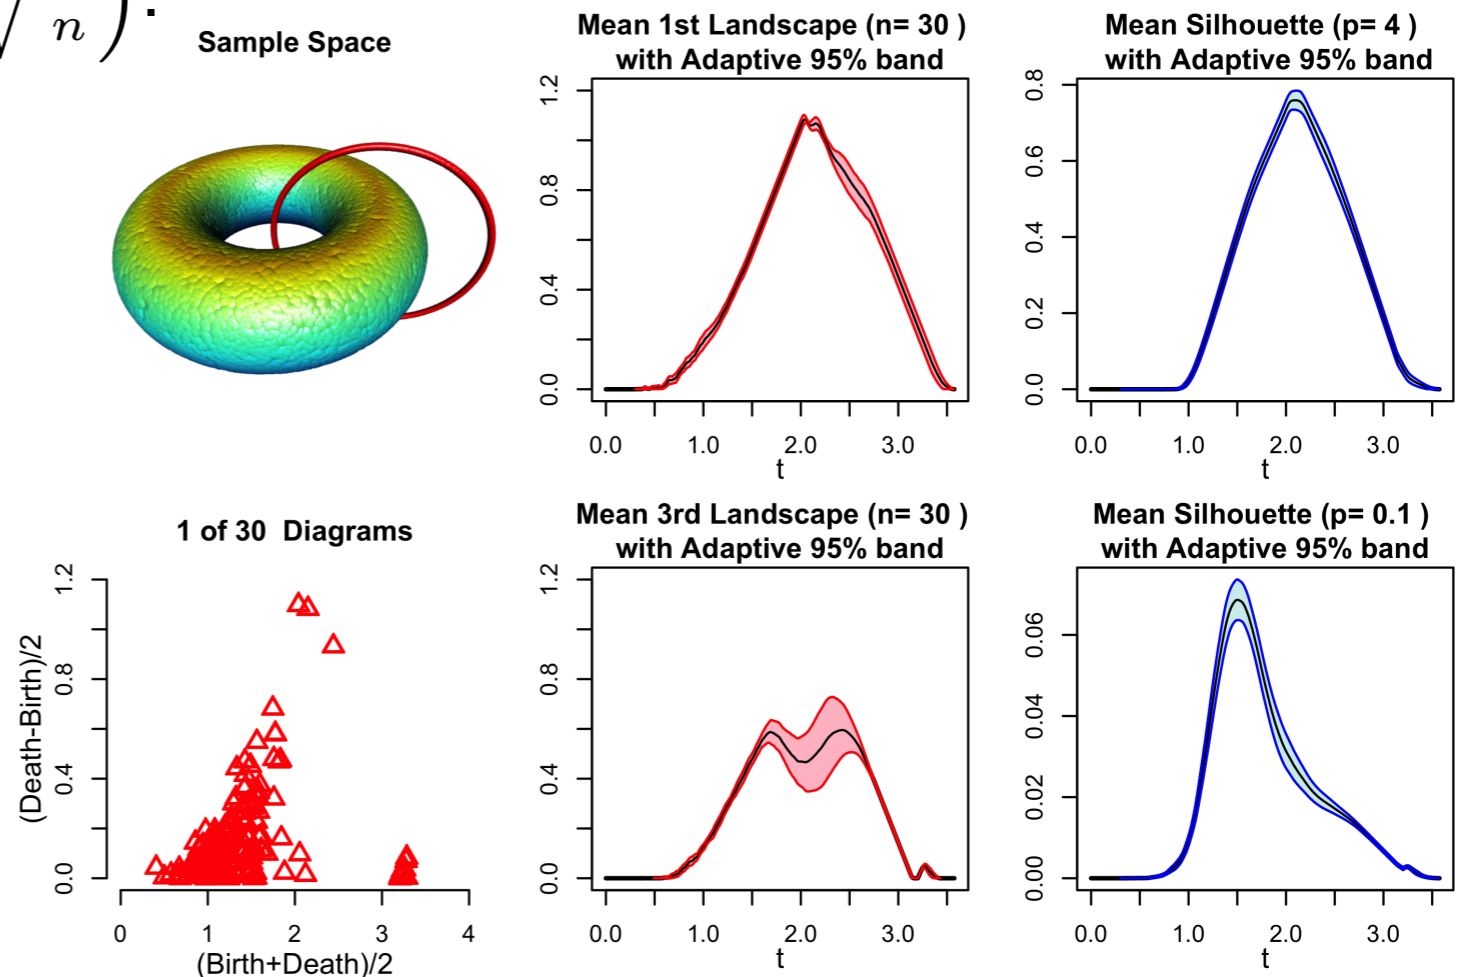 n ) .
Sample Space
Mean 1st Landscape (n= 30 )
with Adaptive 95% band
0.0 0.4 0.8 1.2
0.0 1.0 2.0 3.0
t
Mean Silhouette (p= 4 )
with Adaptive 95% band
0.0 0.2 0.4 0.6 0.8
0.0 1.0 2.0 3.0
t
1 of 30 Diagrams
(Death-Birth)/2
0.0 0.4 0.8 1.2
0 1 2 3 4
(Birth+Death)/2
Mean 3rd Landscape (n= 30 )
with Adaptive 95% band
0.0 0.4 0.8 1.2
0.0 1.0 2.0 3.0
t
Mean Silhouette (p= 0.1 )
with Adaptive 95% band
0.00 0.02 0.04 0.06
0.0 1.0 2.0 3.0
t